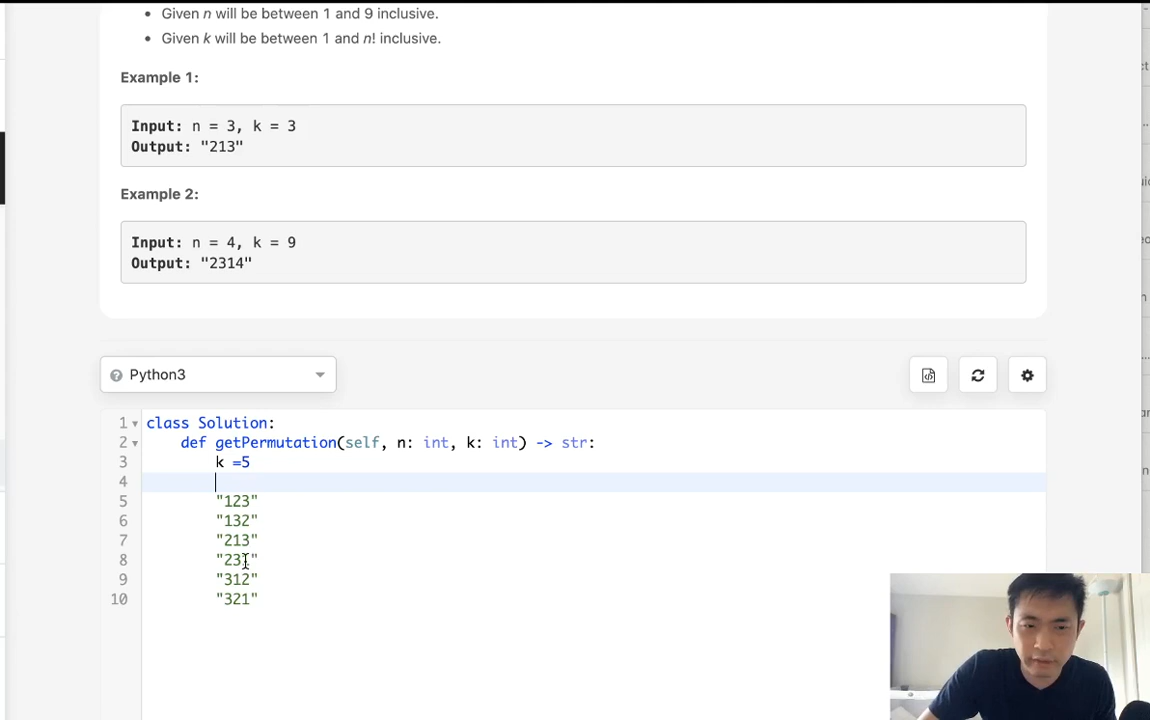 Given n will be between 1 and 9 inclusive.
Given k will be between 1 and n! inclusive.
Example 1:
Input: n = 3, k = 3
Output: "213"
Example 2:
Input: n = 4, k = 9
Output: "2314"
Python3
1 class Solution:
2 def getPermutation(self, n: int, k: int) -> str:
3 k =5
4
5 "123"
6 "132"
7 "213"
8 "231"
9 "312"
10 "321"